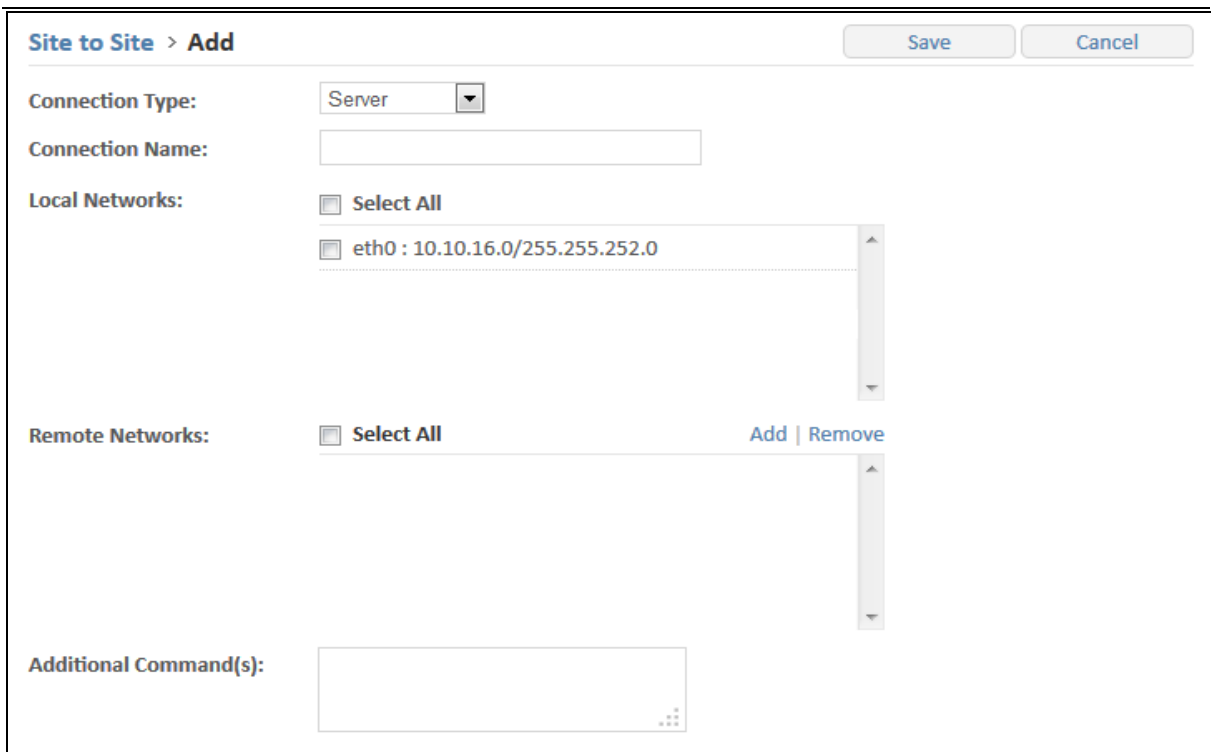 Site to Site > Add
Save
Cancel
Connection Type:
Server
Connection Name:
Local Networks:
Select All
eth0 : 10.10.16.0/255.255.252.0
Remote Networks:
Select All
Add | Remove
Additional Command(s):